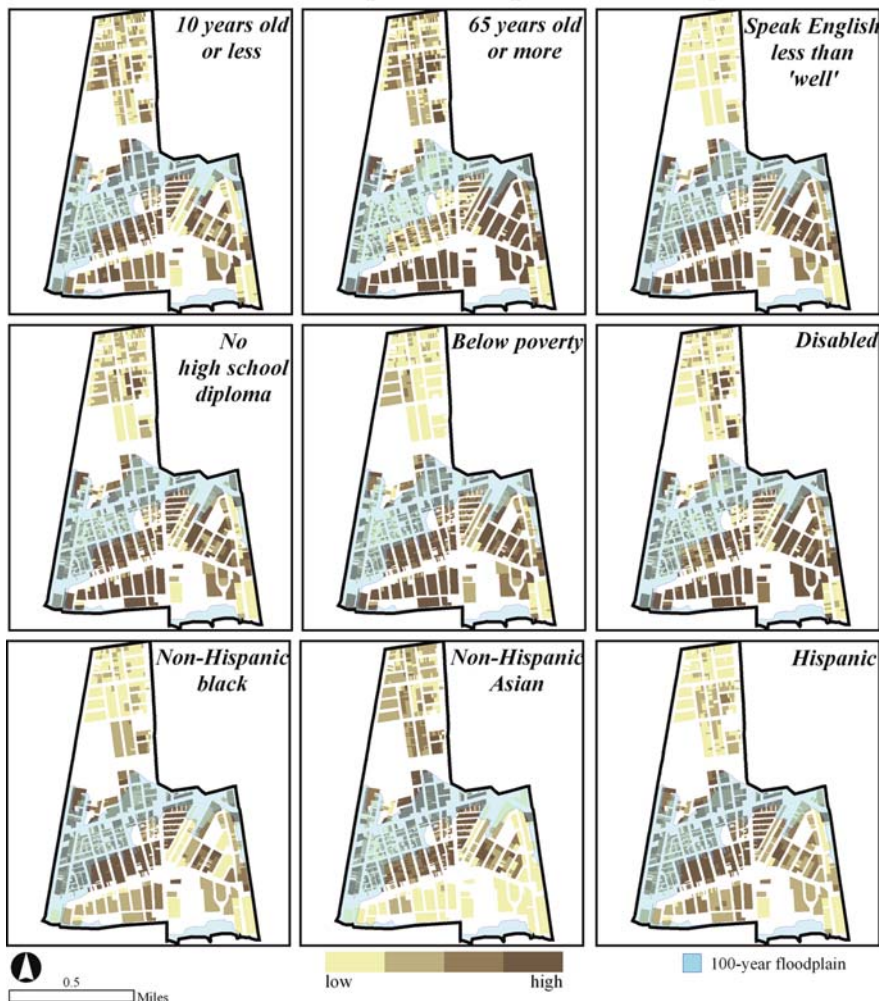 10 years old
or less
65 years old
or more
Speak English
less than
'well'
No
high school
diploma
Below poverty
Disabled
Non-Hispanic
black
Non-Hispanic
Asian
Hispanic
0.5
Miles
low
high
100-year floodplain